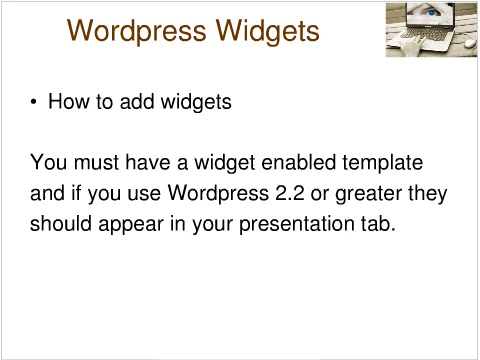 Wordpress Widgets
• How to add widgets
You must have a widget enabled template
and if you use Wordpress 2.2 or greater they
should appear in your presentation tab.